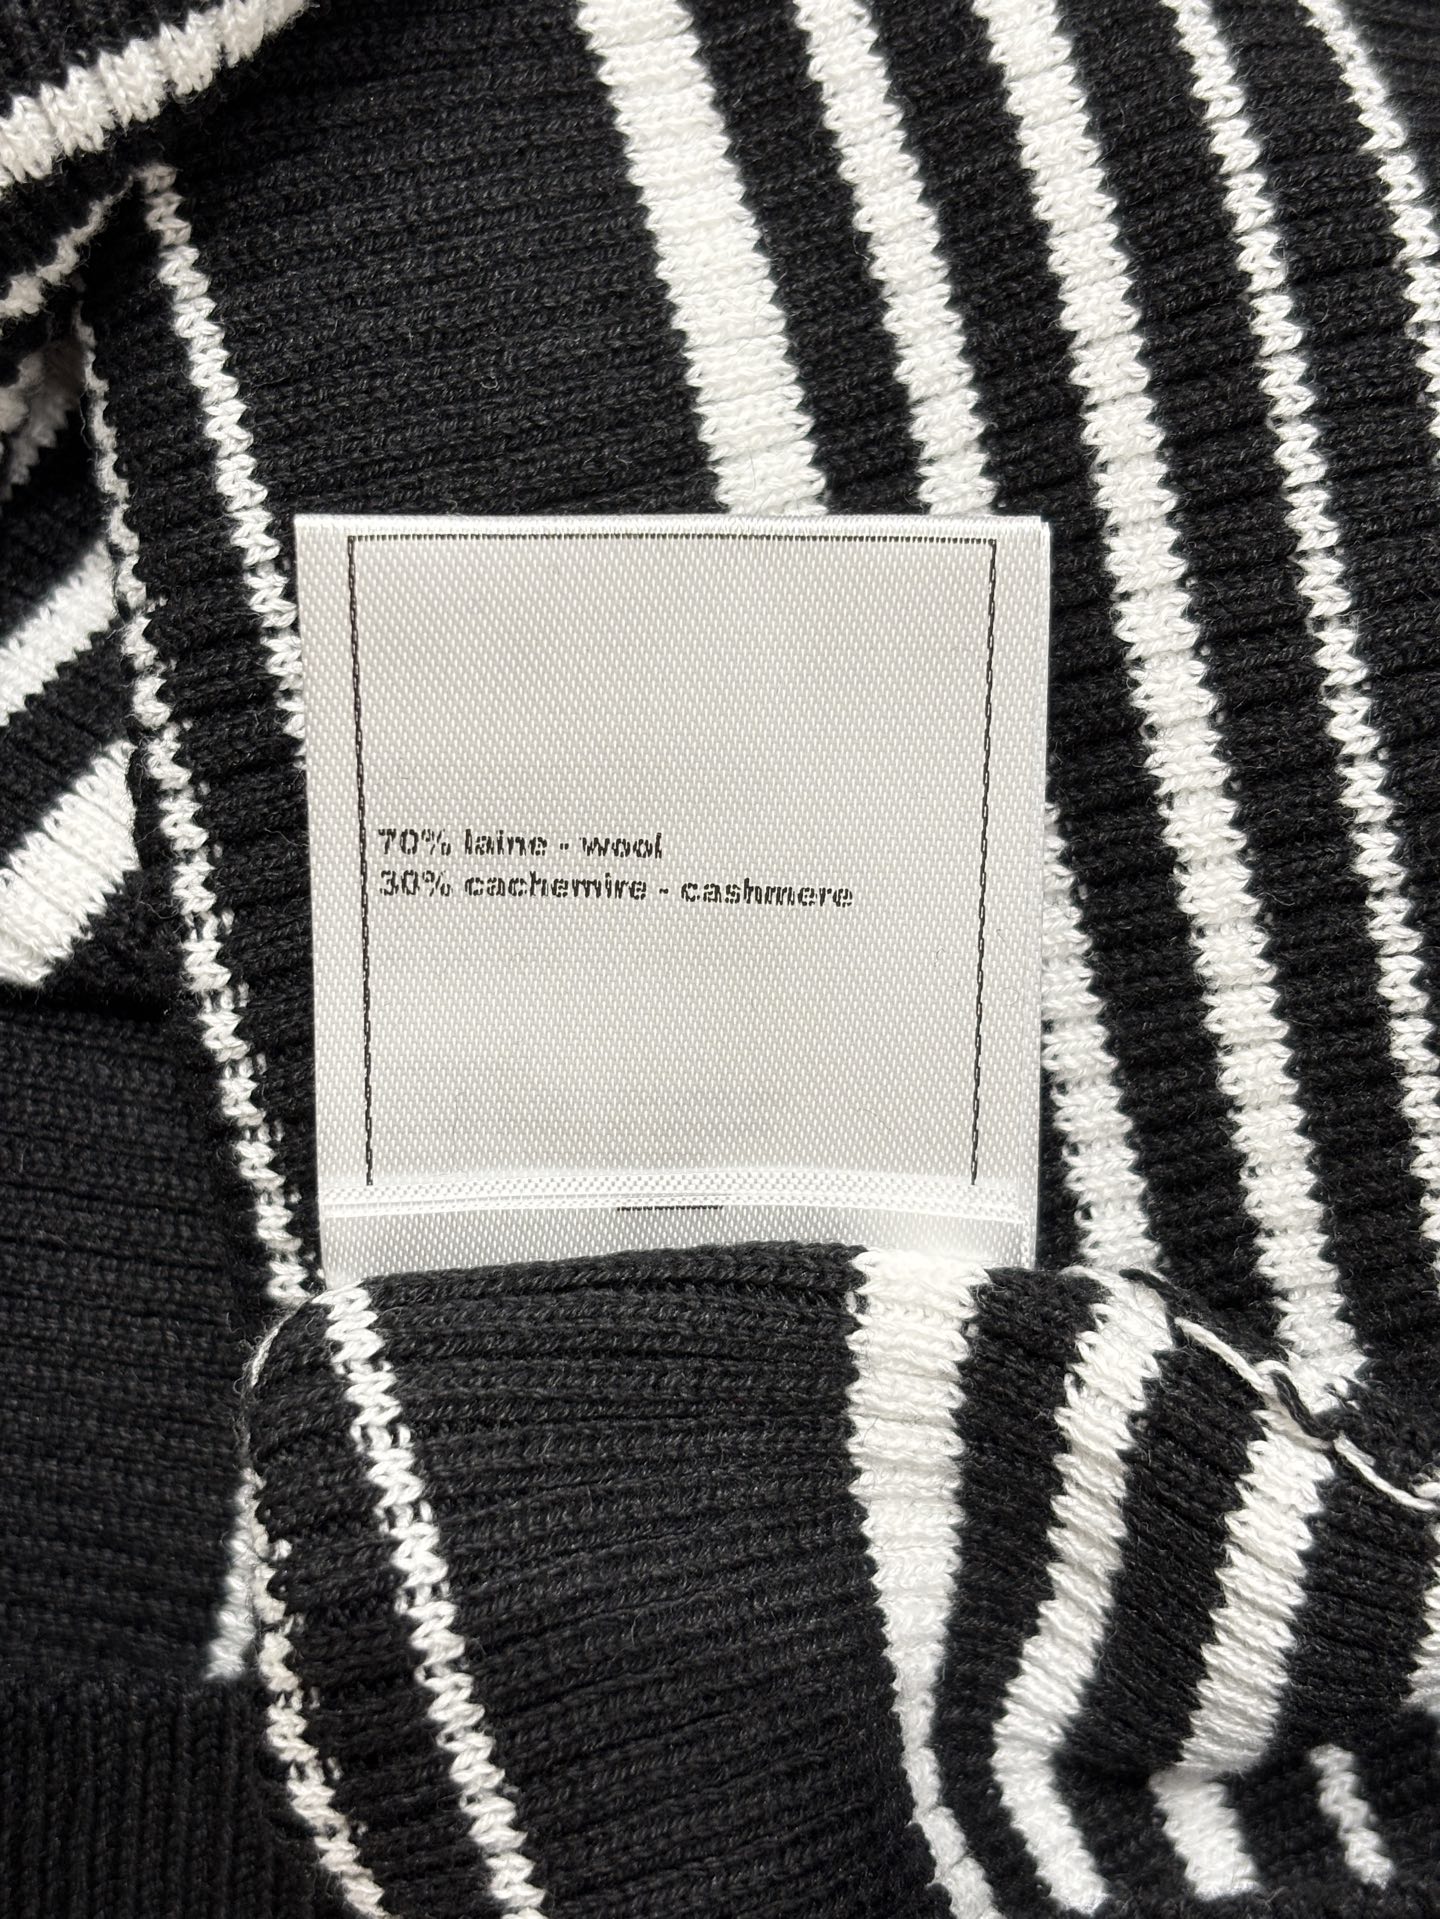 70% laine - wool
30% cachemire - cashmere